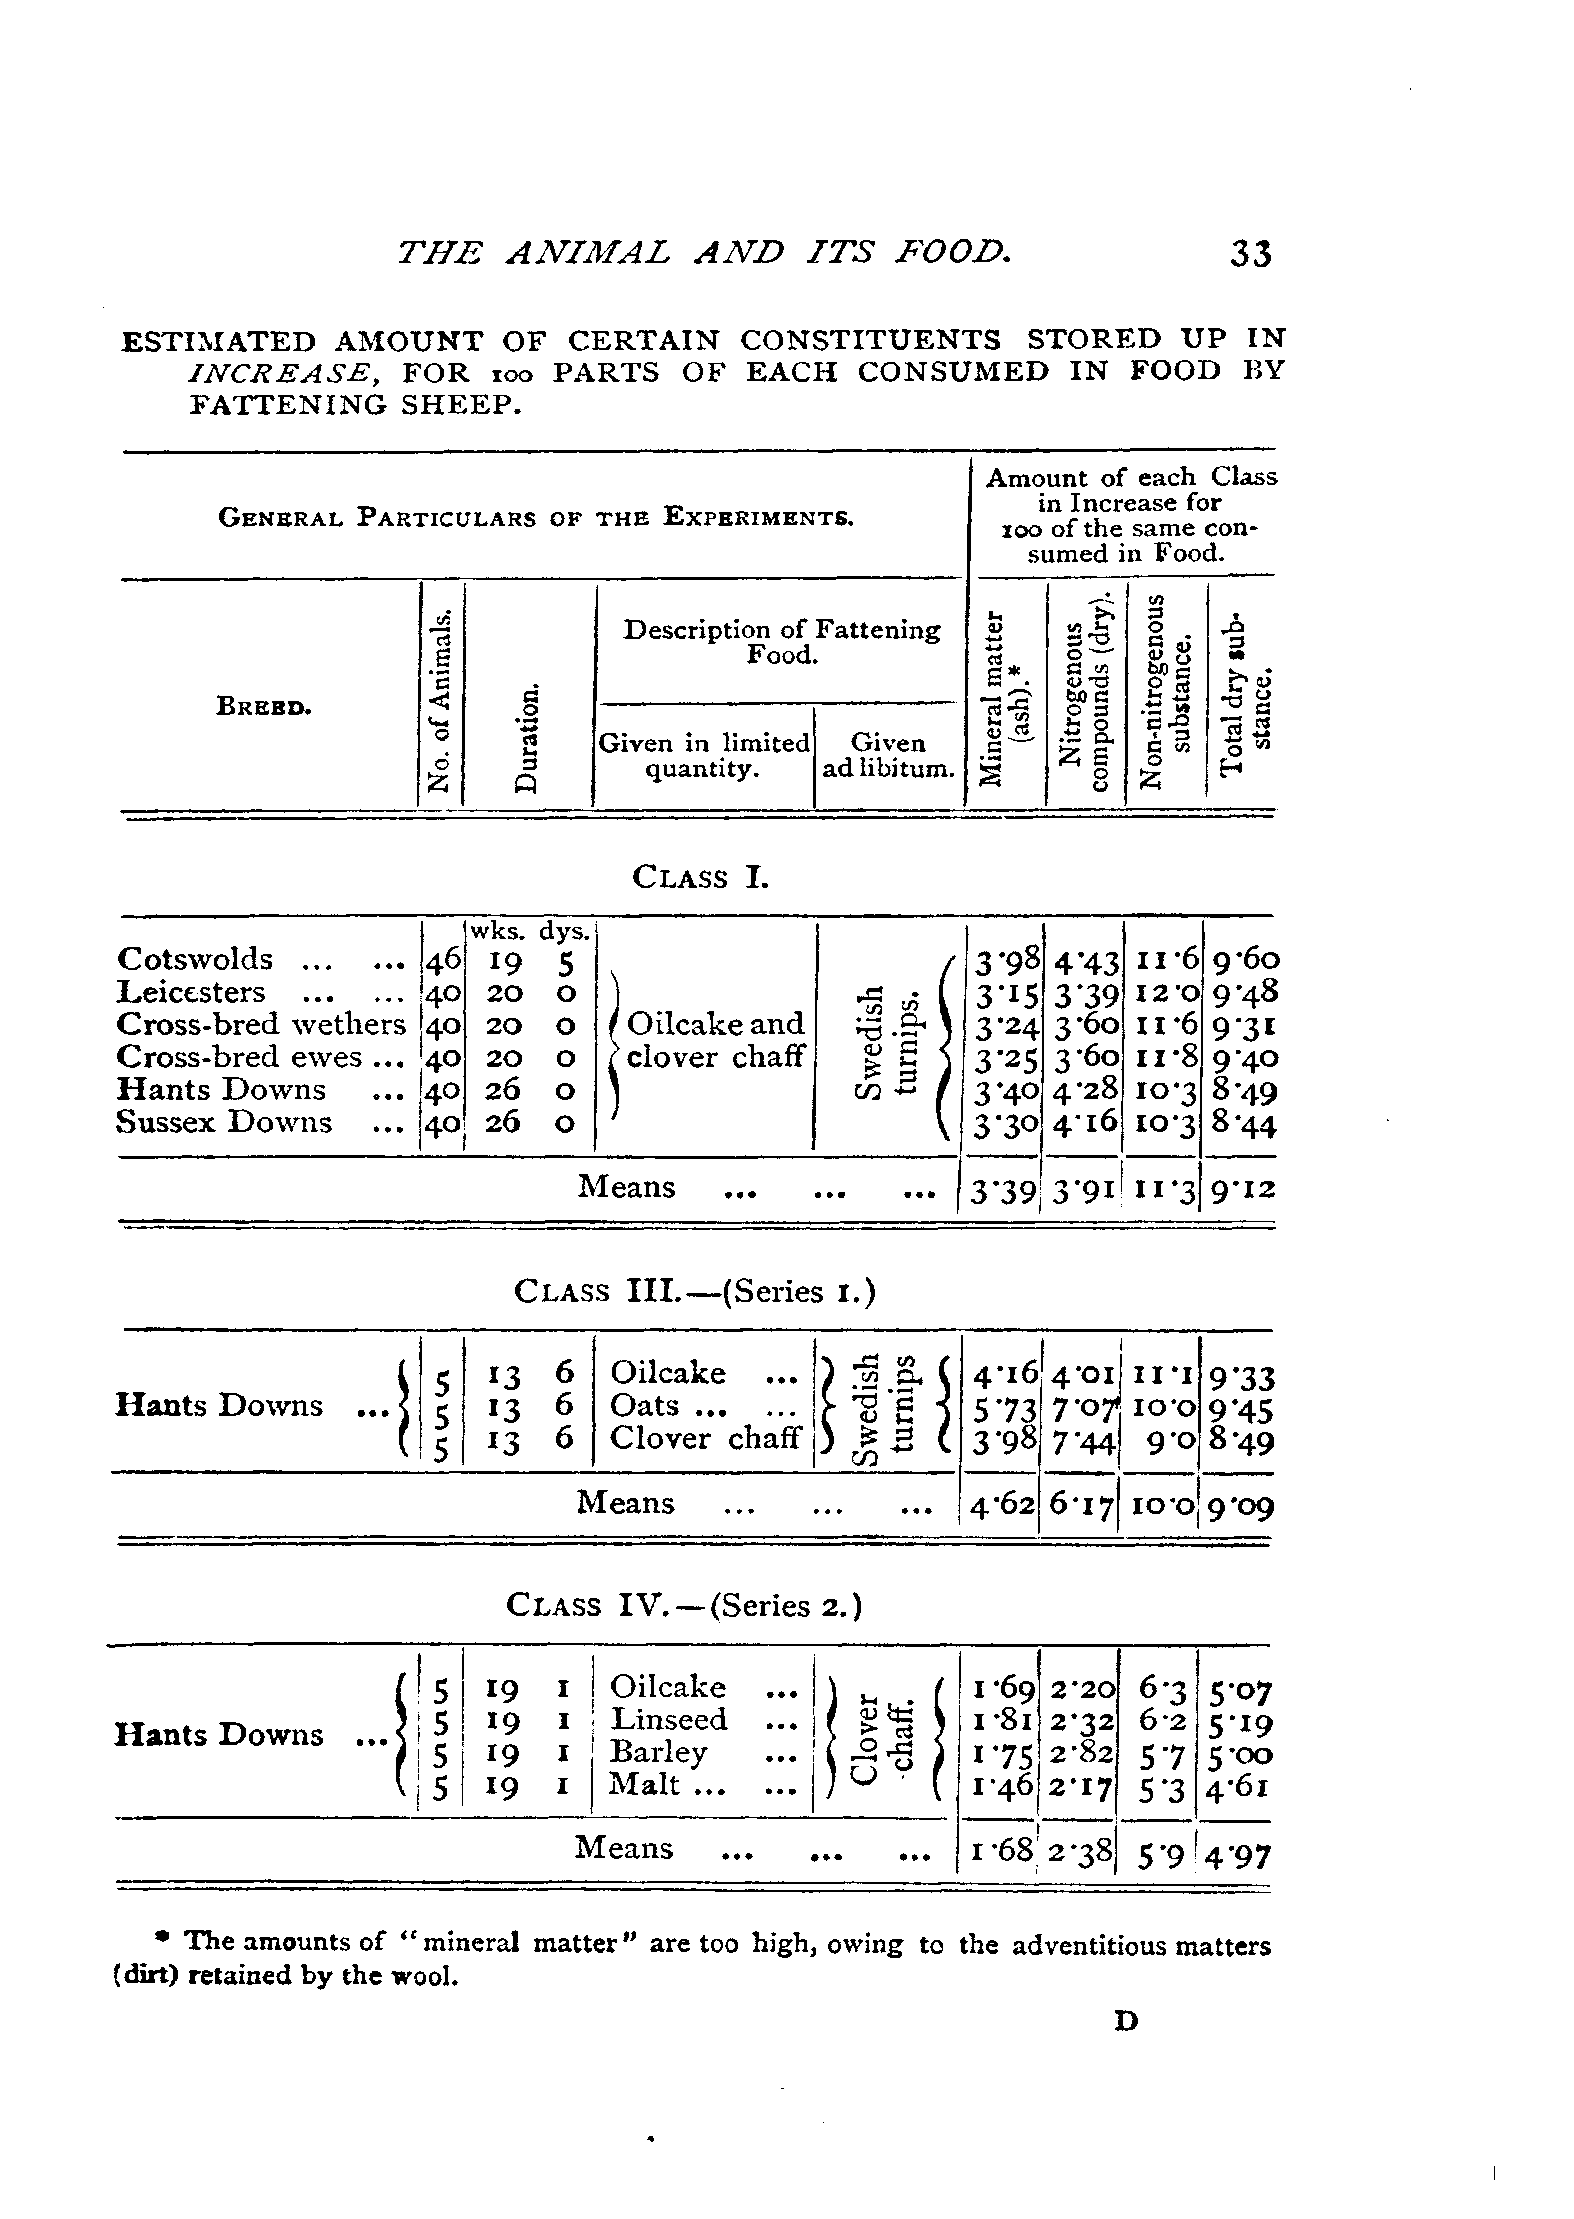 THE ANIMAL AND ITS FOOD. 33
ESTIMATED AMOUNT OF CERTAIN CONSTITUENTS STORED UP IN
INCREASE, FOR 100 PARTS OF EACH CONSUMED IN FOOD BY
FATTENING SHEEP.
GENERAL PARTICULARS OF THE EXPERIMENTS.
Amount of each Class
in Increase for
100 of the same con-
sumed in Food.
BREED.
No. of Animals.
Duration.
Description of Fattening
Food.
Given in limited
quantity.
Given
ad libitum.
Mineral matter
(ash).*
Nitrogenous
compounds (dry).
Non-nitrogenous
substance.
Total dry sub-
stance.
CLASS I.
wks. dys.
Cotswolds ... ... 46 19 5 3·98 4·43 11·6 9·60
Leicesters ... ... 40 20 0 3·15 3·39 12·0 9·48
Cross-bred wethers 40 20 0 Oilcake and 3·24 3·60 11·6 9·31
Cross-bred ewes ... 40 20 0 clover chaff 3·25 3·60 11·8 9·40
Hants Downs ... 40 26 0 3·40 4·28 10·3 8·49
Sussex Downs ... 40 26 0 3·30 4·16 10·3 8·44
Swedish
turnips.
Means ... ... ... 3·39 3·91 11·3 9·12
CLASS III.—(Series 1.)
5 13 6 Oilcake ... 4·16 4·01 11·1 9·33
Hants Downs ... 5 13 6 Oats ... ... 5·73 7·07 10·0 9·45
5 13 6 Clover chaff 3·98 7·44 9·0 8·49
Swedish
turnips
Means ... ... ... 4·62 6·17 10·0 9·09
CLASS IV.—(Series 2.)
5 19 1 Oilcake ... 1·69 2·20 6·3 5·07
Hants Downs ... 5 19 1 Linseed ... 1·81 2·32 6·2 5·19
5 19 1 Barley ... 1·75 2·82 5·7 5·00
5 19 1 Malt ... ... 1·46 2·17 5·3 4·61
Clover
chaff.
Means ... ... ... 1·68 2·38 5·9 4·97
* The amounts of "mineral matter" are too high, owing to the adventitious matters
(dirt) retained by the wool.
D